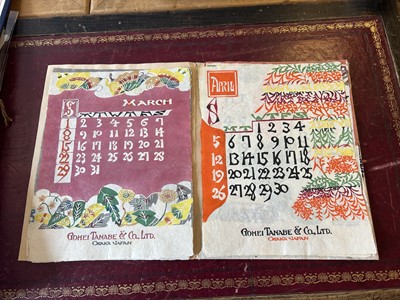 MARCH
S M T W T F S
1 2 3 4 5 6 7
8 9 10 11 12 13 14
15 16 17 18 19 20 21
22 23 24 25 26 27 28
29 30 31
GOHEI TANABE & CO., LTD.
OSAKA JAPAN
APRIL
S M T W T F S
1 2 3 4
5 6 7 8 9 10 11
12 13 14 15 16 17 18
19 20 21 22 23 24 25
26 27 28 29 30
GOHEI TANABE & CO., LTD.
OSAKA JAPAN